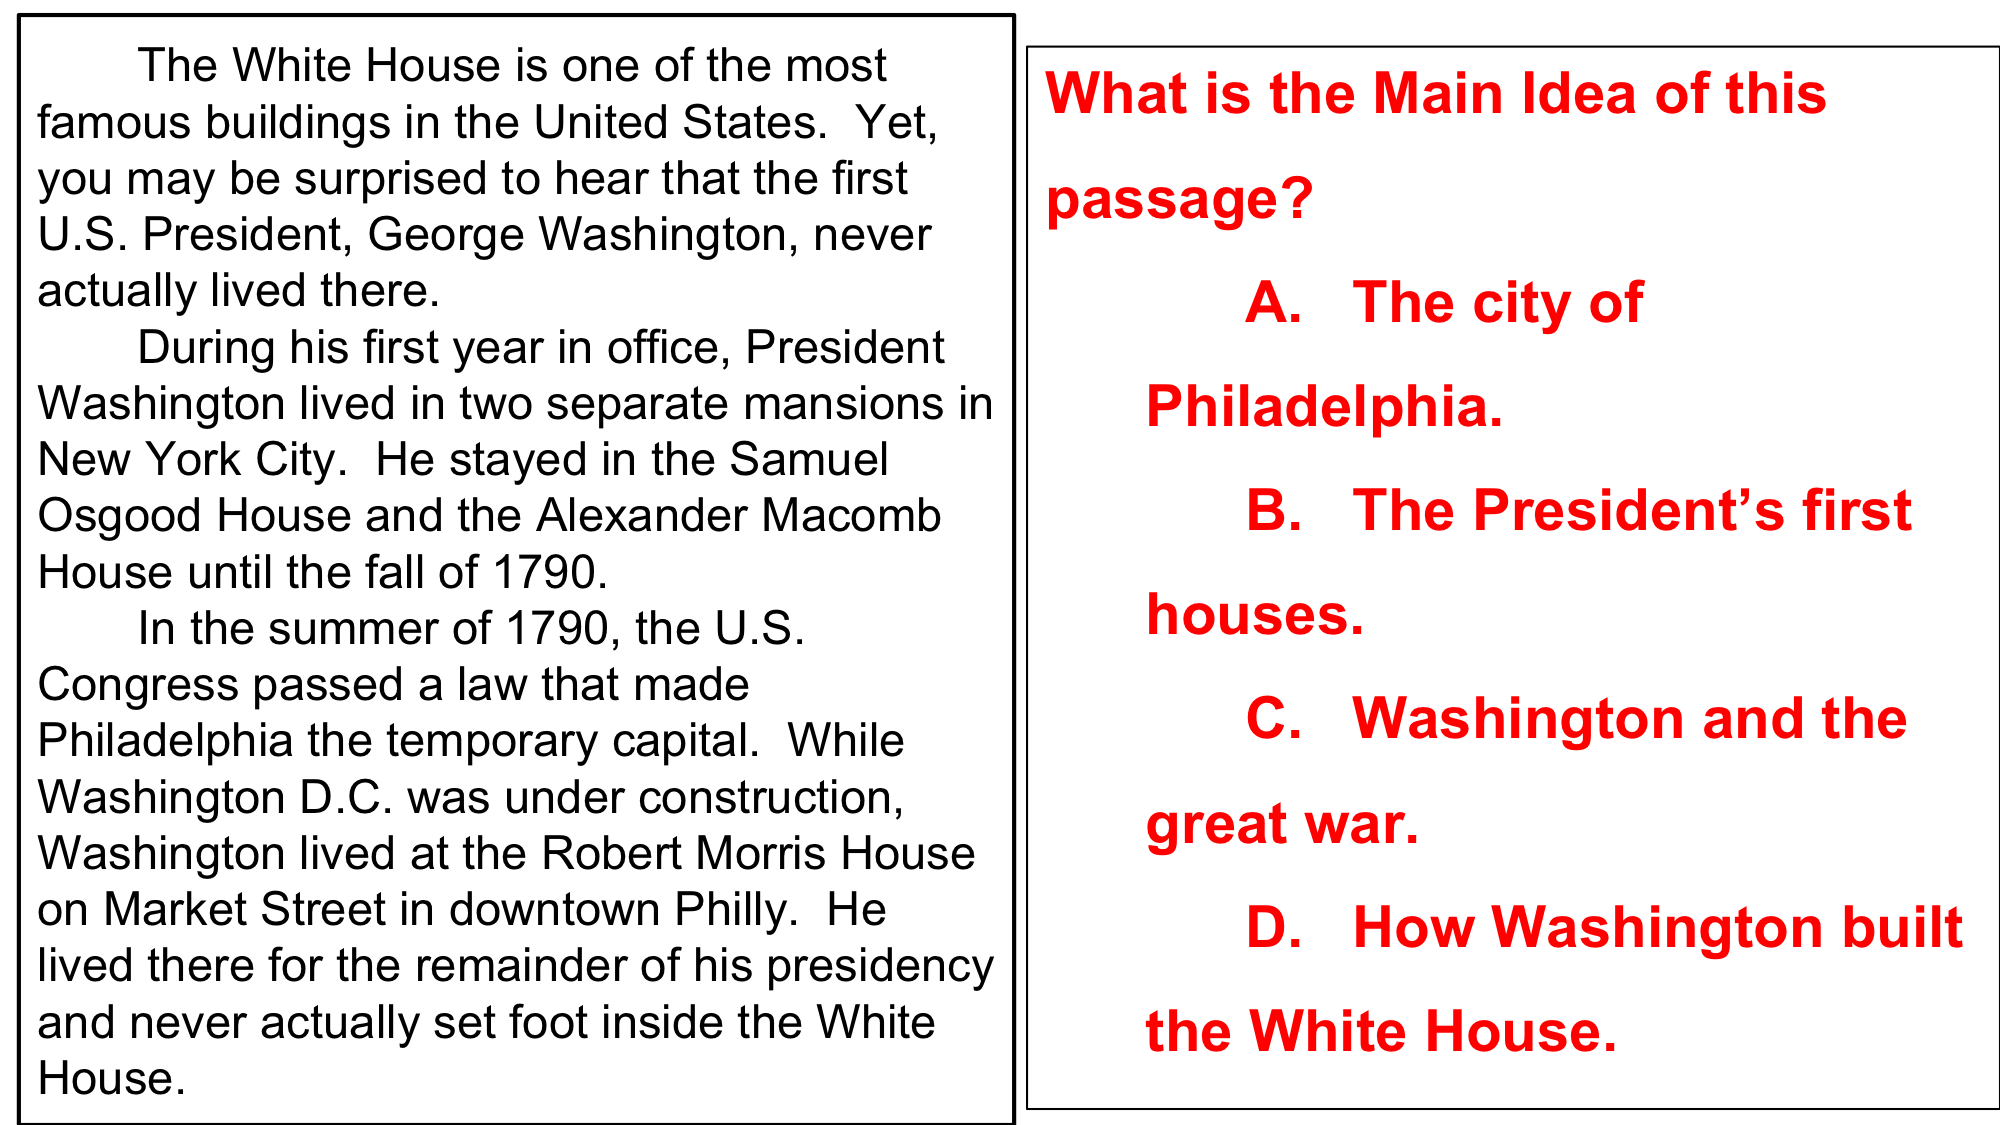 The White House is one of the most
famous buildings in the United States.  Yet,
you may be surprised to hear that the first
U.S. President, George Washington, never
actually lived there.
During his first year in office, President
Washington lived in two separate mansions in
New York City.  He stayed in the Samuel
Osgood House and the Alexander Macomb
House until the fall of 1790.
In the summer of 1790, the U.S.
Congress passed a law that made
Philadelphia the temporary capital.  While
Washington D.C. was under construction,
Washington lived at the Robert Morris House
on Market Street in downtown Philly.  He
lived there for the remainder of his presidency
and never actually set foot inside the White
House.
What is the Main Idea of this
passage?
A.   The city of
Philadelphia.
B.   The President’s first
houses.
C.   Washington and the
great war.
D.   How Washington built
the White House.